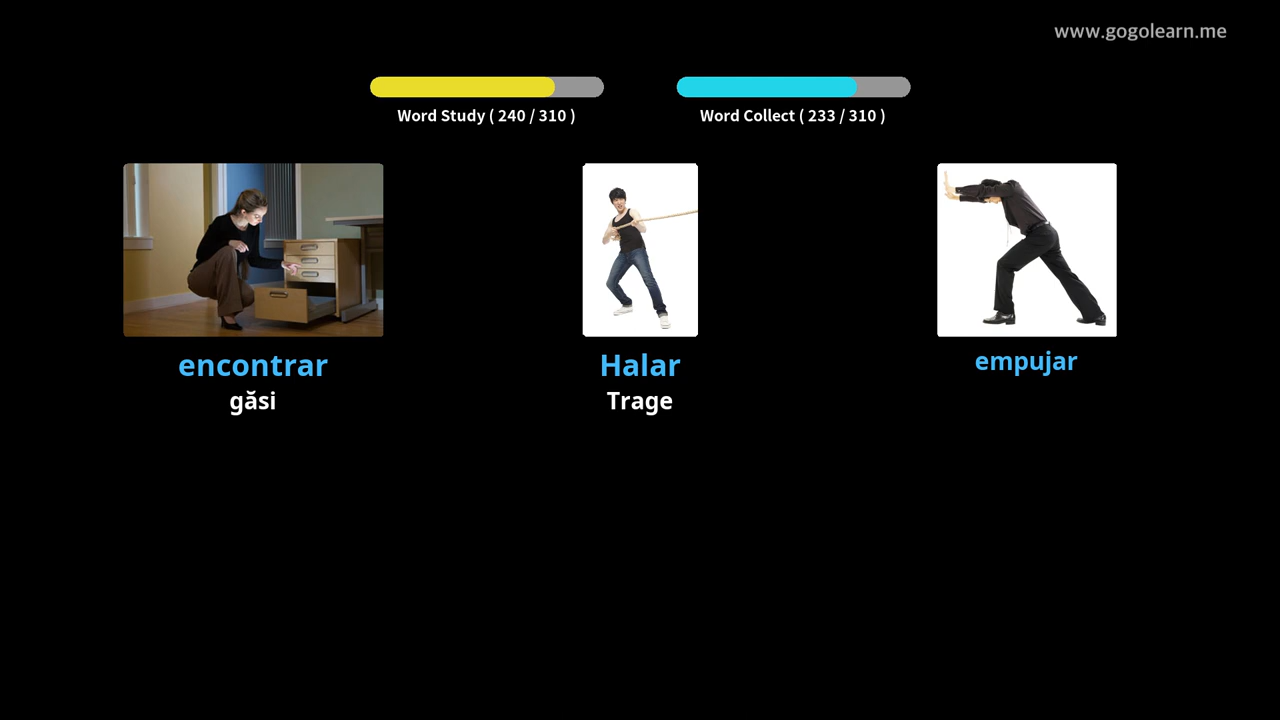 www.gogolearn.me
Word Study ( 240 / 310 )
Word Collect ( 233 / 310 )
encontrar
găsi
Halar
Trage
empujar